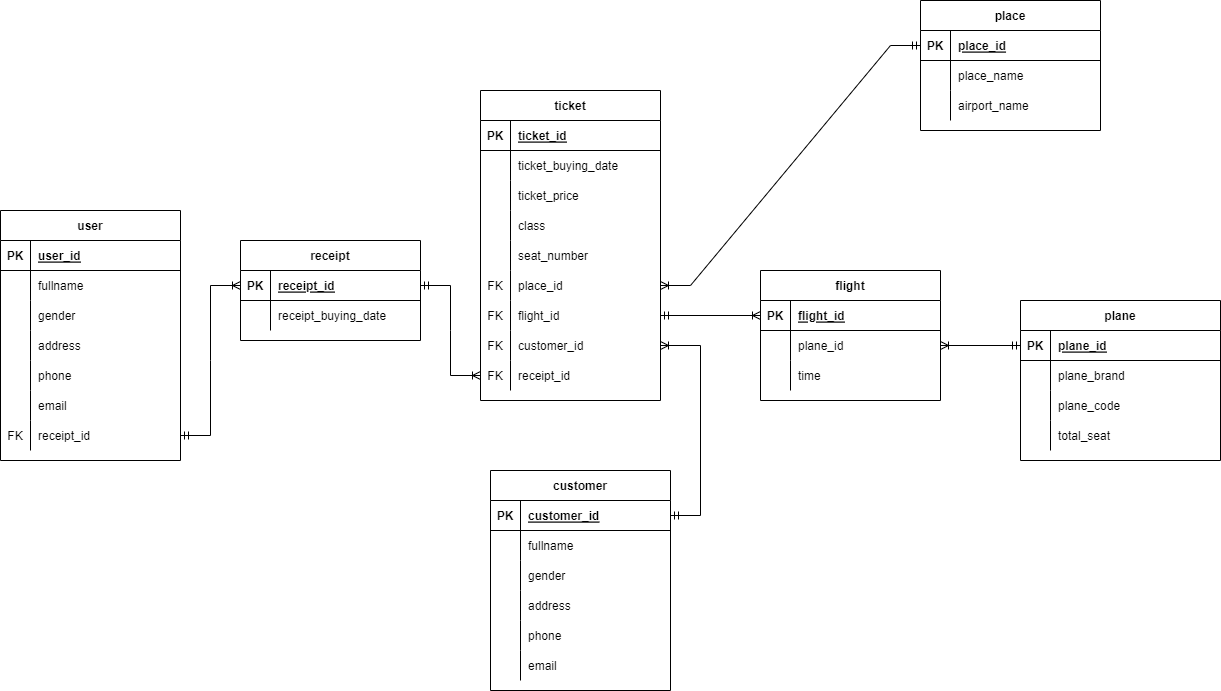 place
PK place_id
place_name
airport_name
ticket
PK ticket_id
ticket_buying_date
ticket_price
class
seat_number
FK place_id
FK flight_id
FK customer_id
FK receipt_id
user
PK user_id
fullname
gender
address
phone
email
FK receipt_id
receipt
PK receipt_id
receipt_buying_date
flight
PK flight_id
plane_id
time
plane
PK plane_id
plane_brand
plane_code
total_seat
customer
PK customer_id
fullname
gender
address
phone
email